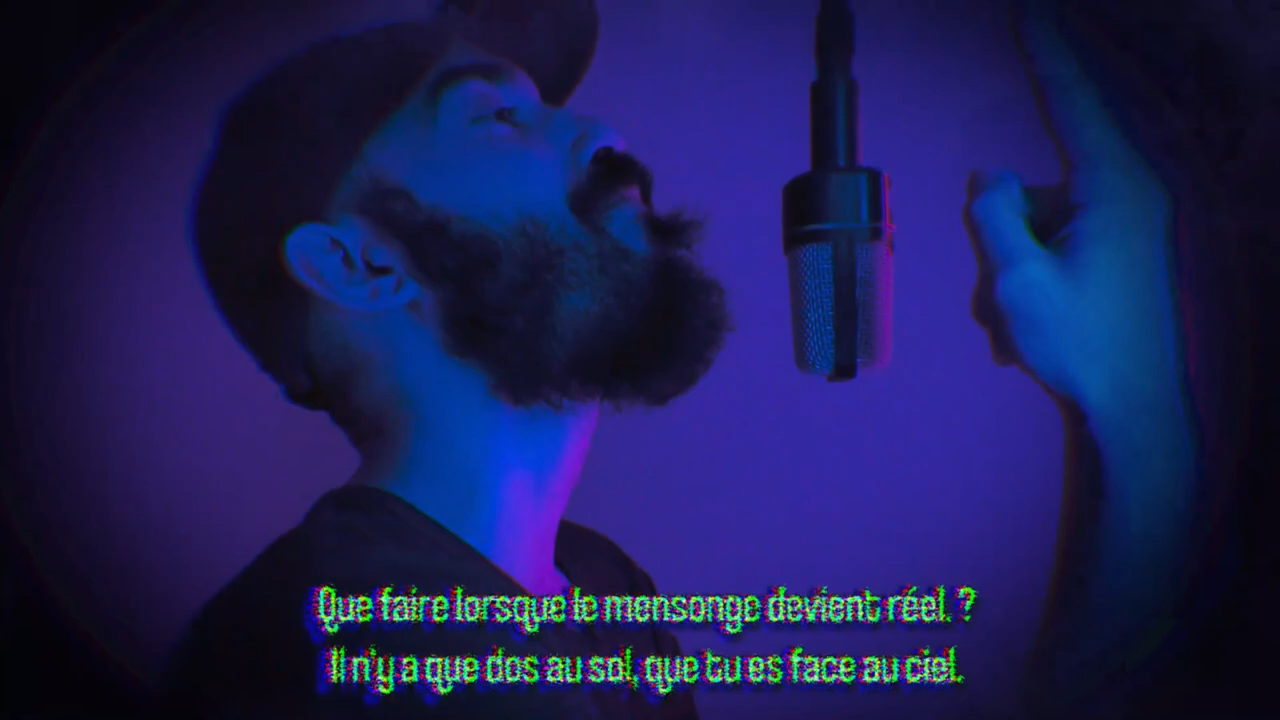 Que faire lorsque le mensonge devient réel ?
Il n'y a que dos au sol, que tu es face au ciel.